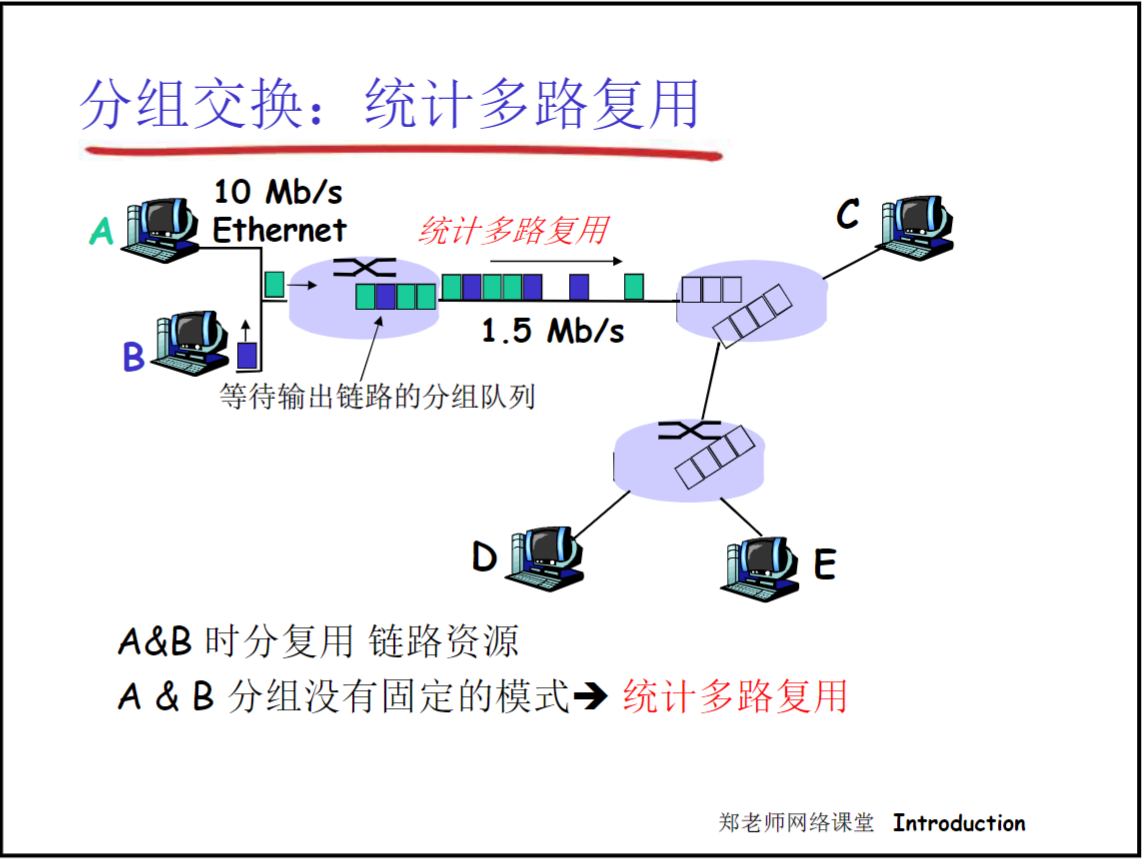 分组交换：统计多路复用
10 Mb/s
Ethernet
A
统计多路复用
C
B
1.5 Mb/s
等待输出链路的分组队列
D
E
A&B 时分复用 链路资源
A & B 分组没有固定的模式➔ 统计多路复用
郑老师网络课堂 Introduction